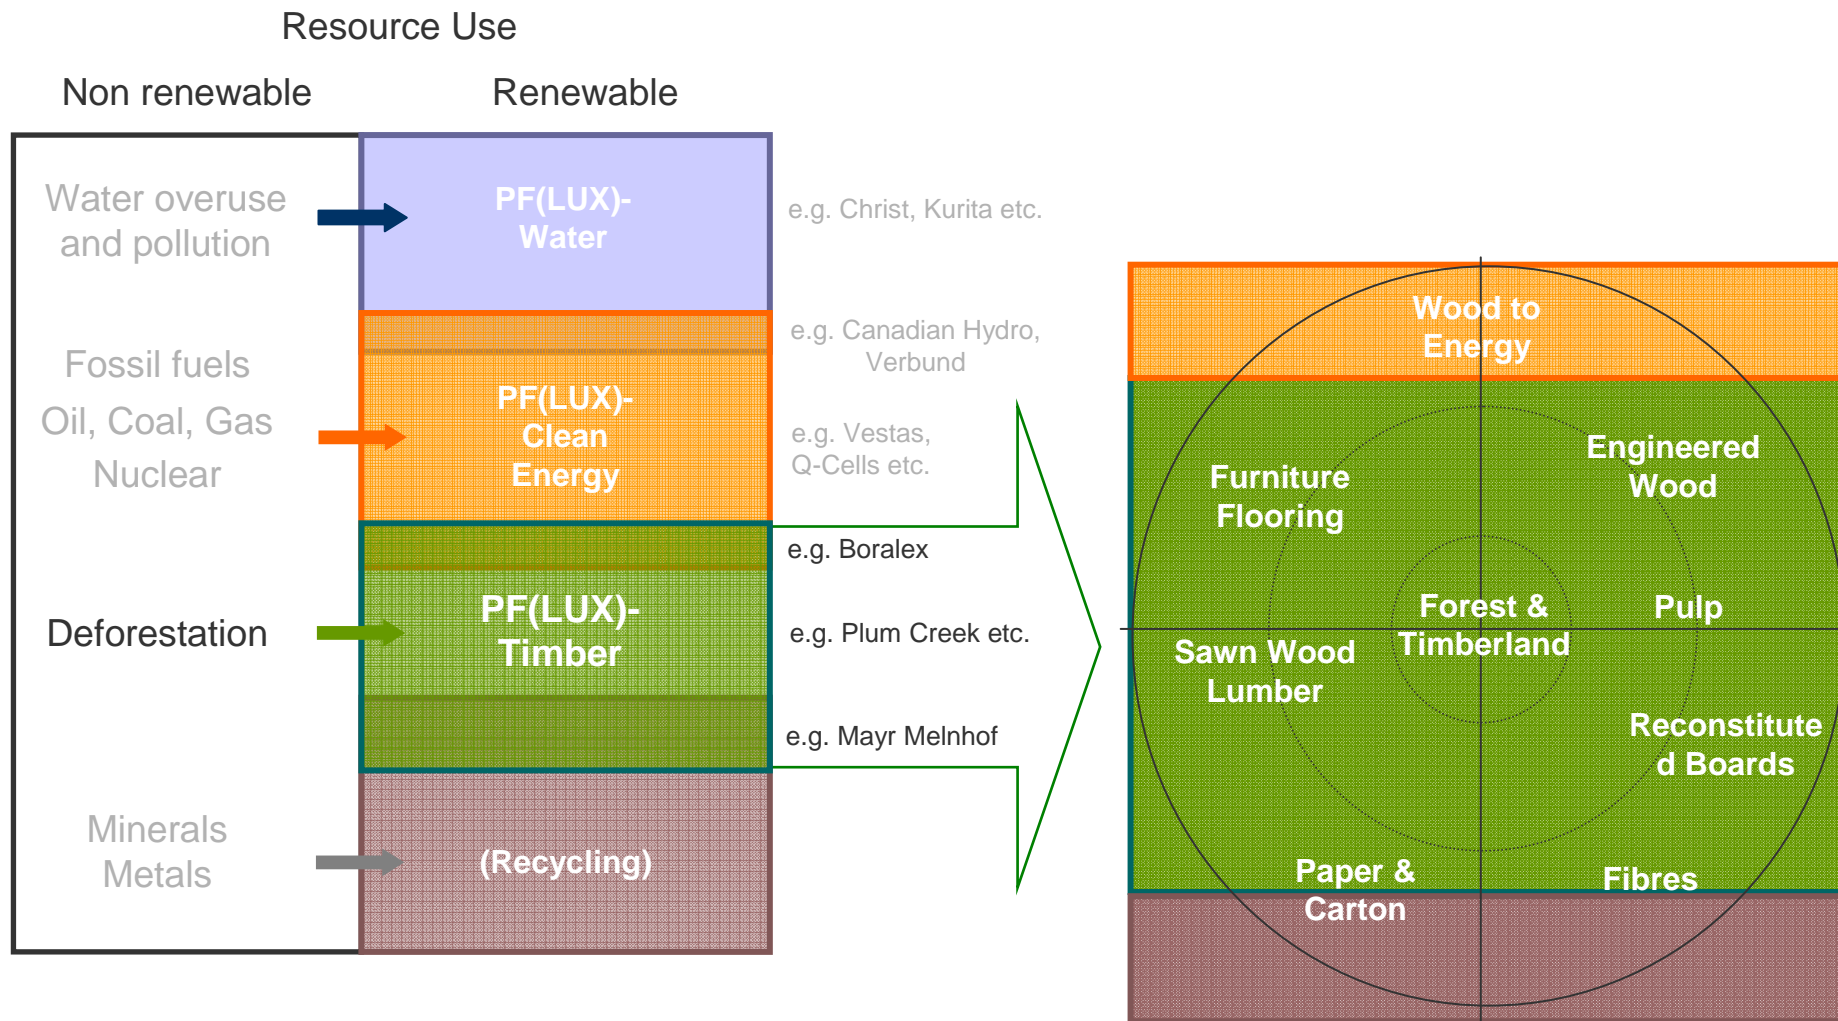 Resource Use
Non renewable
Renewable
Water overuse
and pollution
PF(LUX)-
Water
e.g. Christ, Kurita etc.
Fossil fuels
Oil, Coal, Gas
Nuclear
PF(LUX)-
Clean
Energy
e.g. Canadian Hydro,
Verbund
e.g. Vestas,
Q-Cells etc.
Deforestation
PF(LUX)-
Timber
e.g. Boralex
e.g. Plum Creek etc.
e.g. Mayr Melnhof
Minerals
Metals
(Recycling)
Wood to
Energy
Furniture
Flooring
Engineered
Wood
Forest &
Timberland
Pulp
Sawn Wood
Lumber
Reconstitute
d Boards
Paper &
Carton
Fibres